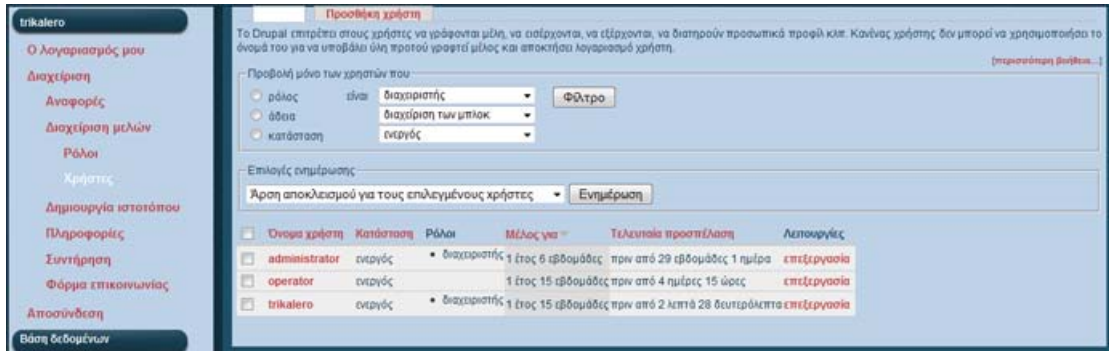 trikalero
Ο λογαριασμός μου
Διαχείριση
Αναφορές
Διαχείριση μελών
Ρόλοι
Χρήστες
Δημιουργία ιστοτόπου
Πληροφορίες
Συντήρηση
Φόρμα επικοινωνίας
Αποσύνδεση
Βάση δεδομένων
Προσθήκη χρήστη
Το Drupal επιτρέπει στους χρήστες να γράφονται μέλη, να εισέρχονται, να εξέρχονται, να διατηρούν προσωπικά προφίλ κλπ. Κανένας χρήστης δεν μπορεί να χρησιμοποιήσει το
όνομά του για να υποβάλει ύλη προτού γραφτεί μέλος και αποκτήσει λογαριασμό χρήστη.
[περισσότερη βοήθεια...]
Προβολή μόνο των χρηστών που
ρόλος είναι διαχειριστής Φίλτρο
άδεια διαχείριση των μπλοκ
κατάσταση ενεργός
Επιλογές ενημέρωσης
Άρση αποκλεισμού για τους επιλεγμένους χρήστες Ενημέρωση
Όνομα χρήστη Κατάσταση Ρόλοι Μέλος για Τελευταία προσπέλαση Λειτουργίες
administrator ενεργός • διαχειριστής 1 έτος 6 εβδομάδες πριν από 29 εβδομάδες 1 ημέρα επεξεργασία
operator ενεργός 1 έτος 15 εβδομάδες πριν από 4 ημέρες 15 ώρες επεξεργασία
trikalero ενεργός • διαχειριστής 1 έτος 15 εβδομάδες πριν από 2 λεπτά 28 δευτερόλεπτα επεξεργασία